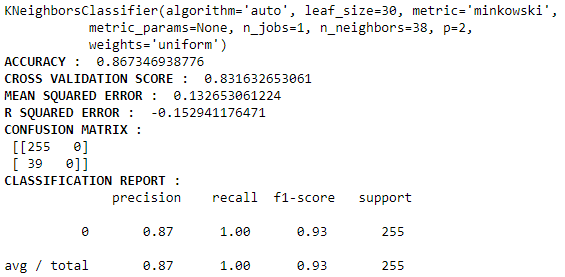 KNeighborsClassifier(algorithm='auto', leaf_size=30, metric='minkowski',
metric_params=None, n_jobs=1, n_neighbors=38, p=2,
weights='uniform')
ACCURACY : 0.867346938776
CROSS VALIDATION SCORE : 0.831632653061
MEAN SQUARED ERROR : 0.132653061224
R SQUARED ERROR : -0.152941176471
CONFUSION MATRIX :
[[255 0]
[ 39 0]]
CLASSIFICATION REPORT :
precision recall f1-score support
0 0.87 1.00 0.93 255
avg / total 0.87 1.00 0.93 255